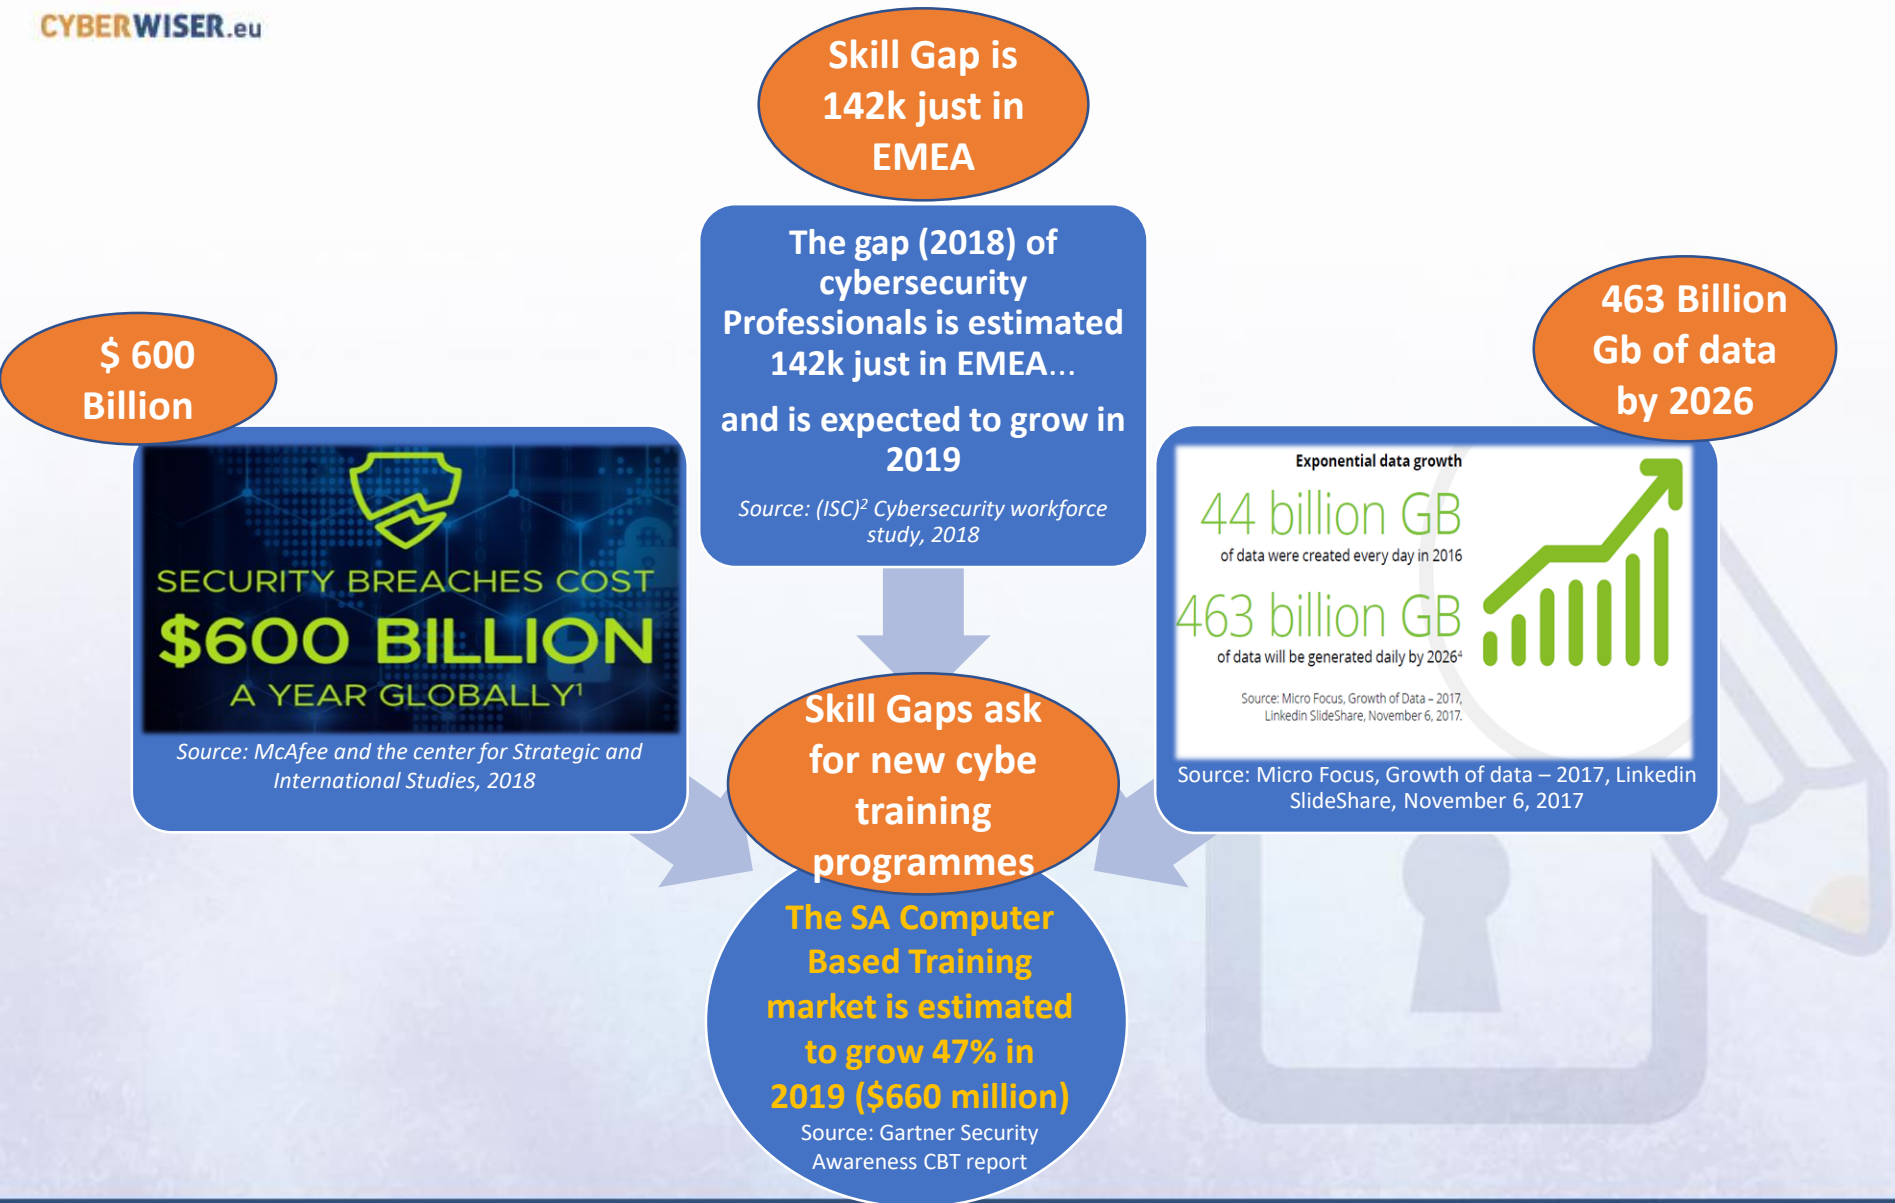 CYBERWISER.eu
Skill Gap is
142k just in
EMEA
The gap (2018) of
cybersecurity
Professionals is estimated
142k just in EMEA...
and is expected to grow in
2019
Source: (ISC)² Cybersecurity workforce
study, 2018
$ 600
Billion
SECURITY BREACHES COST
$600 BILLION
A YEAR GLOBALLY¹
Source: McAfee and the center for Strategic and
International Studies, 2018
463 Billion
Gb of data
by 2026
Exponential data growth
44 billion GB
of data were created every day in 2016
463 billion GB
of data will be generated daily by 2026⁴
Source: Micro Focus, Growth of Data – 2017,
Linkedin SlideShare, November 6, 2017.
Source: Micro Focus, Growth of data – 2017, Linkedin
SlideShare, November 6, 2017
Skill Gaps ask
for new cybe
training
programmes
The SA Computer
Based Training
market is estimated
to grow 47% in
2019 ($660 million)
Source: Gartner Security
Awareness CBT report